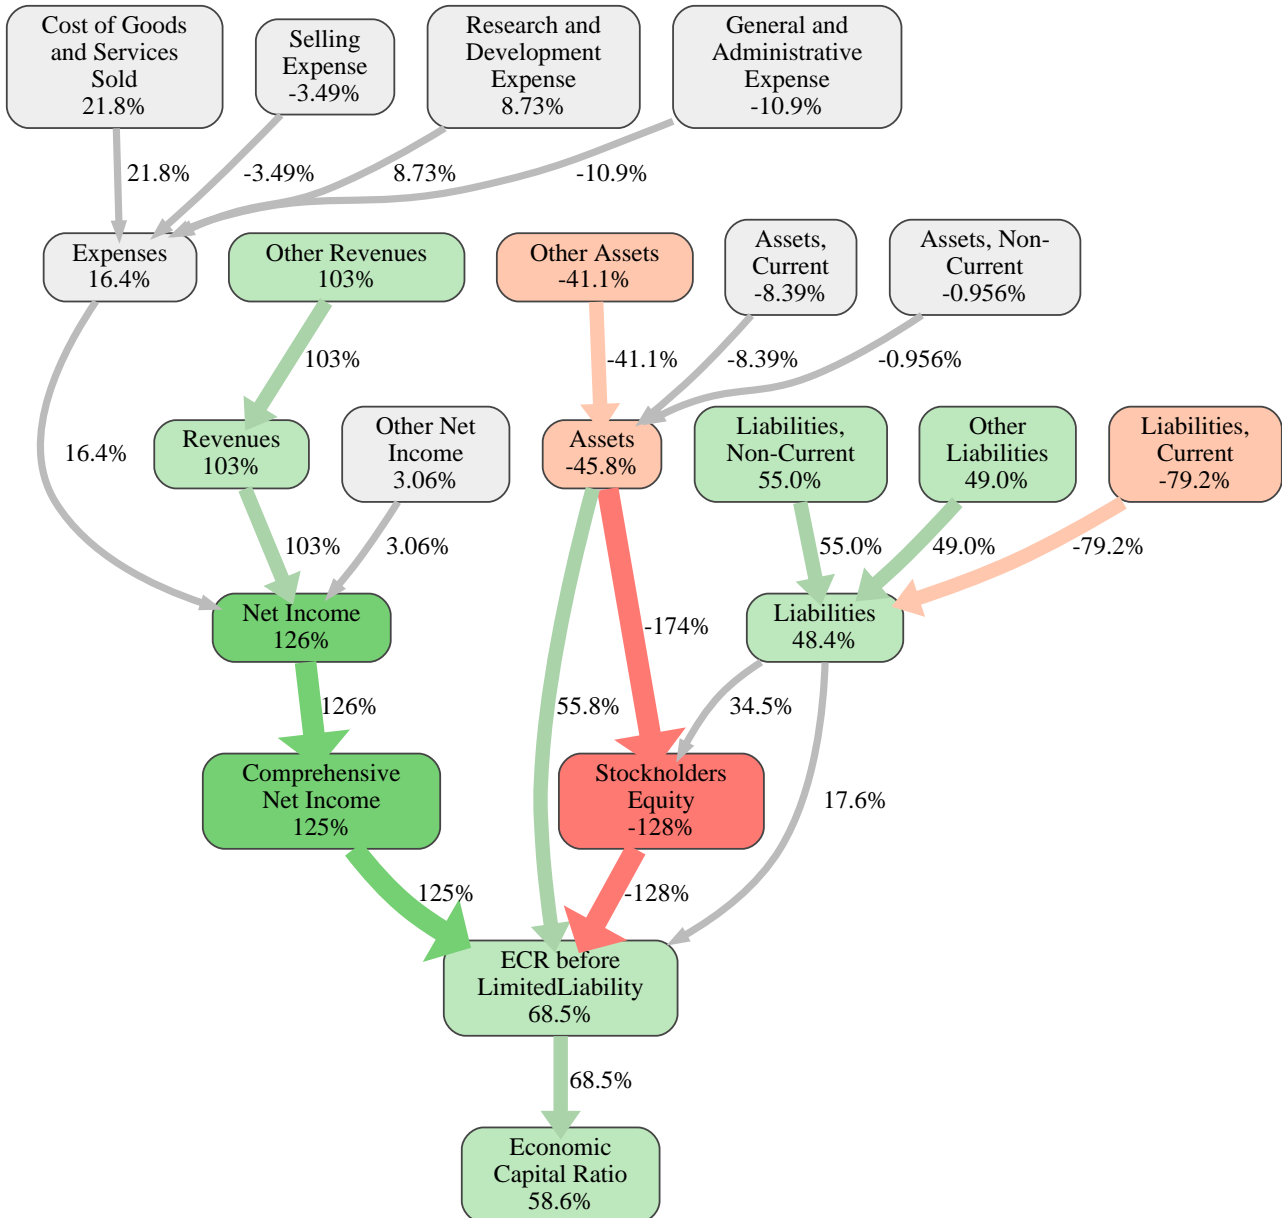 Cost of Goods
and Services
Sold
21.8%
Selling
Expense
-3.49%
Research and
Development
Expense
8.73%
General and
Administrative
Expense
-10.9%
21.8%
-3.49%
8.73%
-10.9%
Expenses
16.4%
Other Revenues
103%
Other Assets
-41.1%
Assets,
Current
-8.39%
Assets, Non-
Current
-0.956%
103%
-41.1%
-8.39%
-0.956%
16.4%
Revenues
103%
Other Net
Income
3.06%
Assets
-45.8%
Liabilities,
Non-Current
55.0%
Other
Liabilities
49.0%
Liabilities,
Current
-79.2%
103%
3.06%
55.0%
49.0%
-79.2%
Net Income
126%
Liabilities
48.4%
-174%
126%
55.8%
34.5%
Comprehensive
Net Income
125%
Stockholders
Equity
-128%
17.6%
125%
-128%
ECR before
LimitedLiability
68.5%
68.5%
Economic
Capital Ratio
58.6%